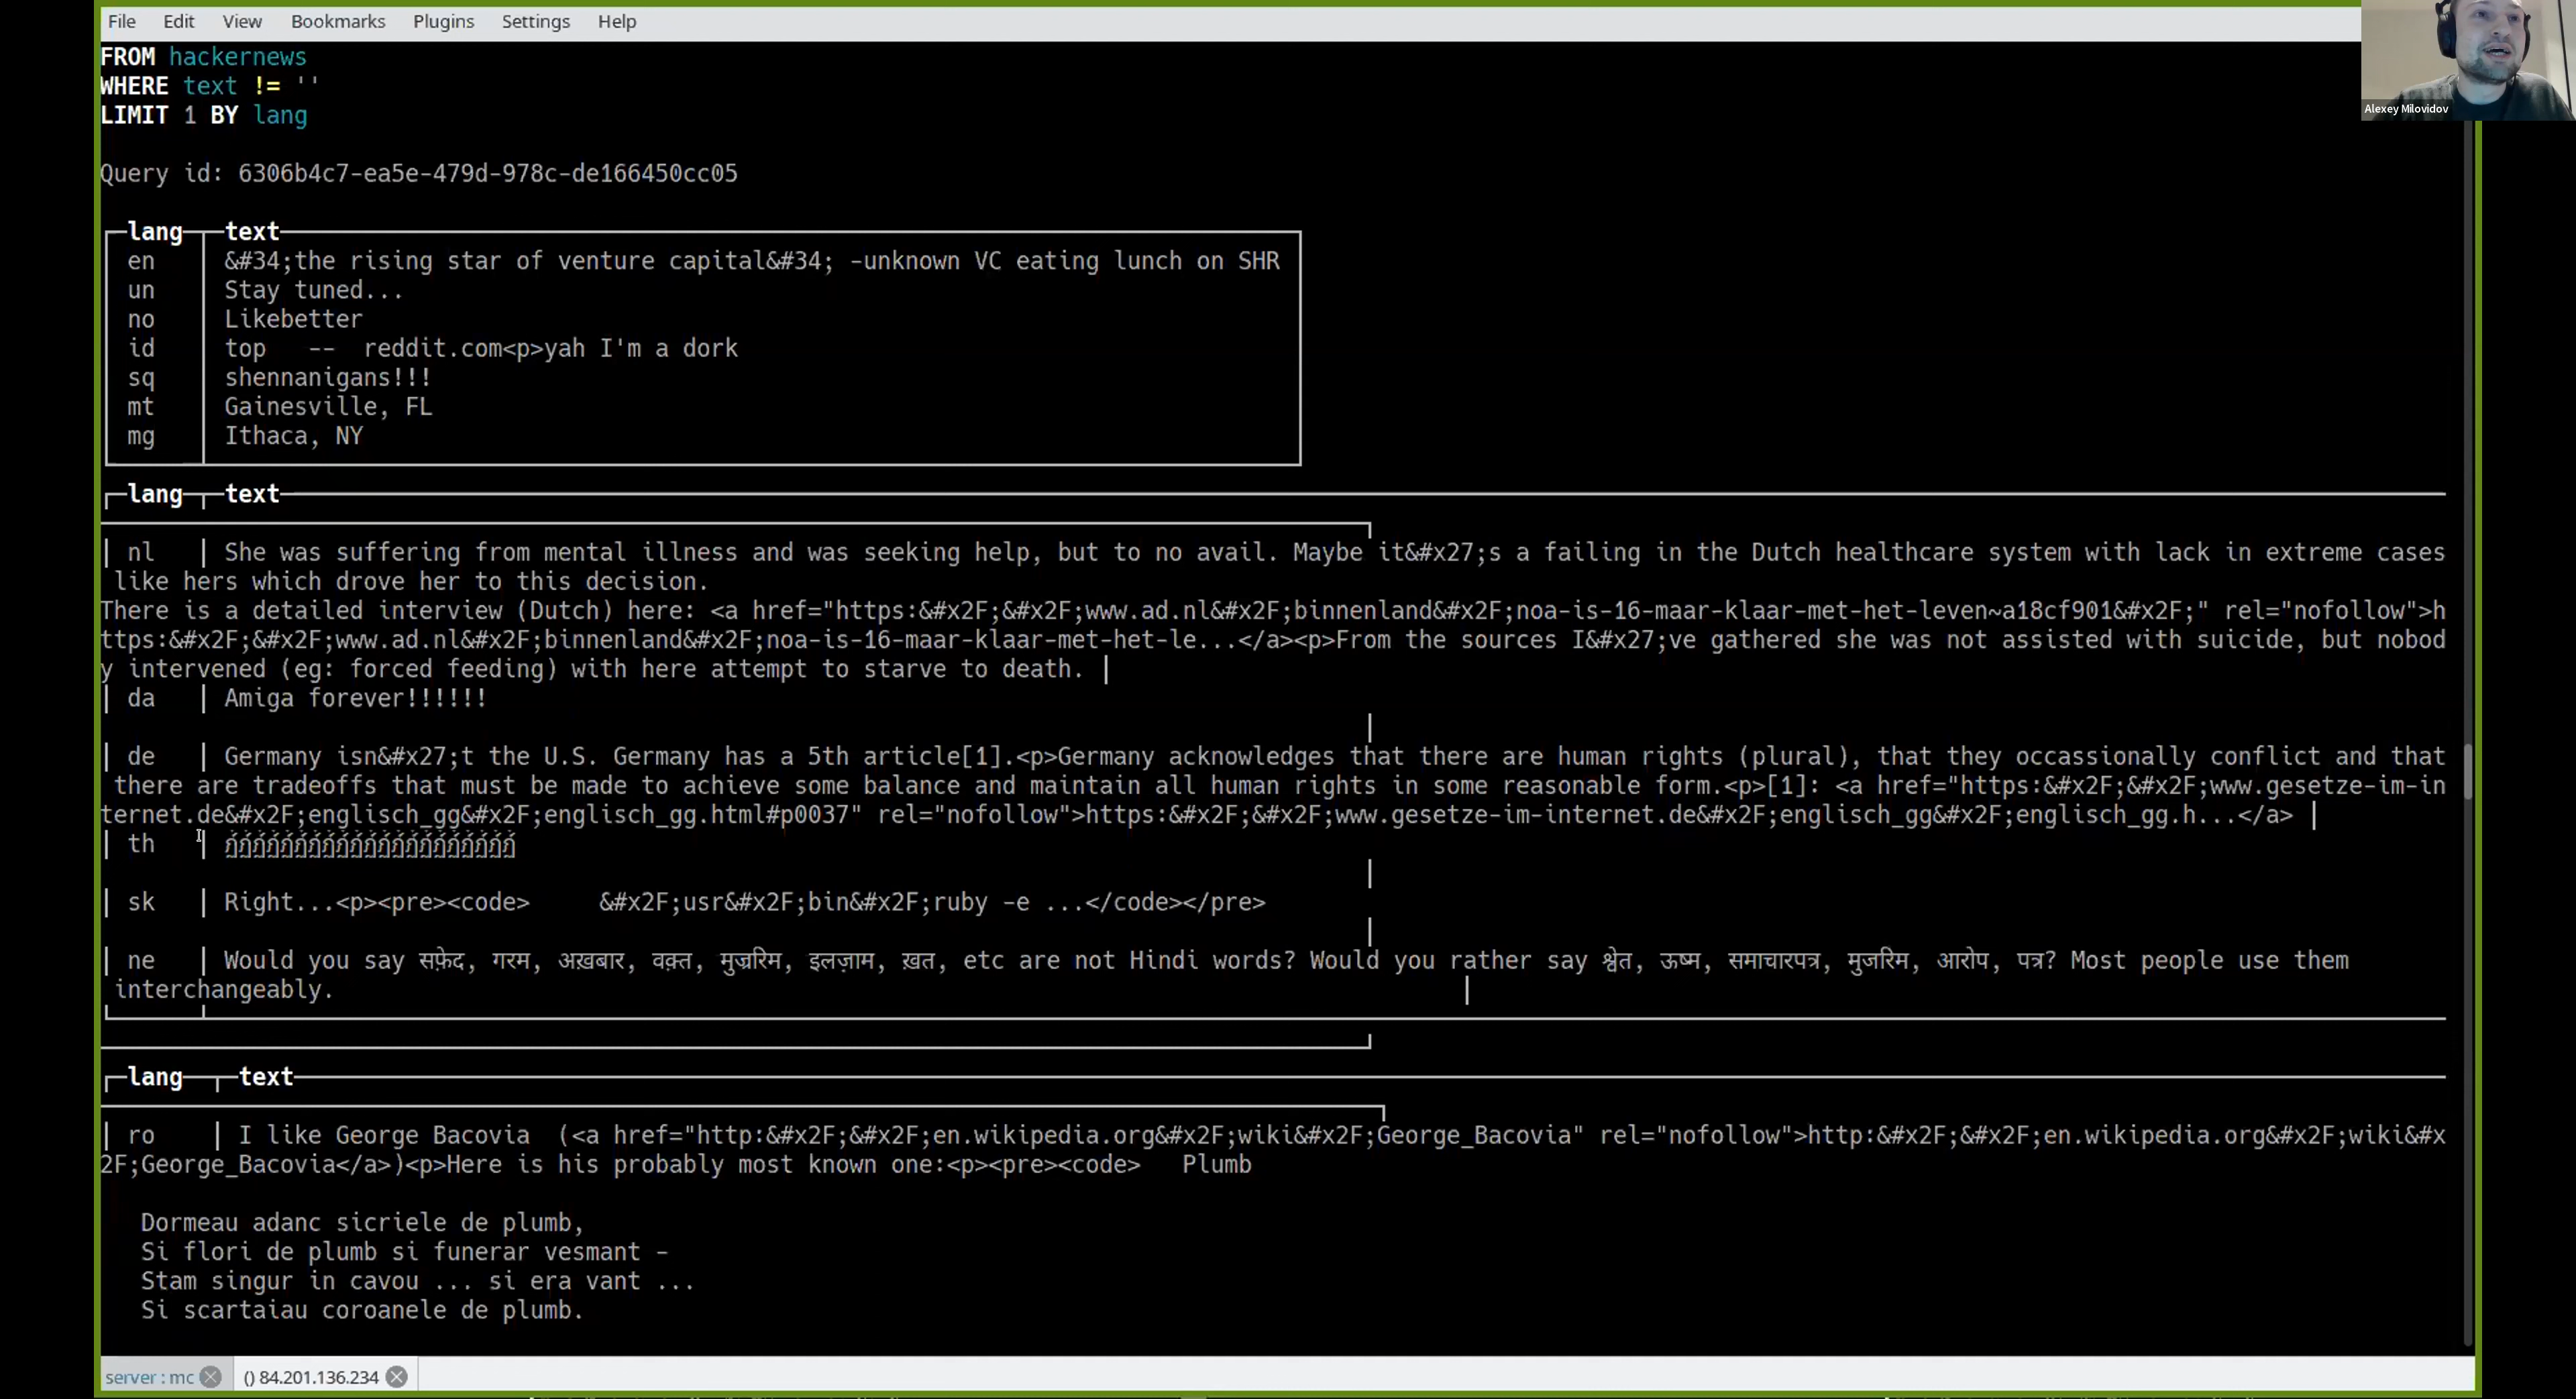 File Edit View Bookmarks Plugins Settings Help
Alexey Milovidov
FROM hackernews
WHERE text != ''
LIMIT 1 BY lang
Query id: 6306b4c7-ea5e-479d-978c-de166450cc05
lang text
en &#34;the rising star of venture capital&#34; -unknown VC eating lunch on SHR
un Stay tuned...
no Likebetter
id top -- reddit.com<p>yah I'm a dork
sq shennanigans!!!
mt Gainesville, FL
mg Ithaca, NY
lang text
nl She was suffering from mental illness and was seeking help, but to no avail. Maybe it&#x27;s a failing in the Dutch healthcare system with lack in extreme cases
like hers which drove her to this decision.
There is a detailed interview (Dutch) here: <a href="https:&#x2F;&#x2F;www.ad.nl&#x2F;binnenland&#x2F;noa-is-16-maar-klaar-met-het-leven~a18cf901&#x2F;" rel="nofollow">h
ttps:&#x2F;&#x2F;www.ad.nl&#x2F;binnenland&#x2F;noa-is-16-maar-klaar-met-het-le...</a><p>From the sources I&#x27;ve gathered she was not assisted with suicide, but nobod
y intervened (eg: forced feeding) with here attempt to starve to death.
da Amiga forever!!!!!!
de Germany isn&#x27;t the U.S. Germany has a 5th article[1].<p>Germany acknowledges that there are human rights (plural), that they occassionally conflict and that
there are tradeoffs that must be made to achieve some balance and maintain all human rights in some reasonable form.<p>[1]: <a href="https:&#x2F;&#x2F;www.gesetze-im-in
ternet.de&#x2F;englisch_gg&#x2F;englisch_gg.html#p0037" rel="nofollow">https:&#x2F;&#x2F;www.gesetze-im-internet.de&#x2F;englisch_gg&#x2F;englisch_gg.h...</a>
th
sk Right...<p><pre><code> &#x2F;usr&#x2F;bin&#x2F;ruby -e ...</code></pre>
ne Would you say सफ़ेद, गरम, अख़बार, वक़्त, मुज्ररिम, इलज़ाम, ख़त, etc are not Hindi words? Would you rather say श्वेत, ऊष्म, समाचारपत्र, मुजरिम, आरोप, पत्र? Most people use them
interchangeably.
lang text
ro I like George Bacovia (<a href="http:&#x2F;&#x2F;en.wikipedia.org&#x2F;wiki&#x2F;George_Bacovia" rel="nofollow">http:&#x2F;&#x2F;en.wikipedia.org&#x2F;wiki&#x
2F;George_Bacovia</a>)<p>Here is his probably most known one:<p><pre><code> Plumb
Dormeau adanc sicriele de plumb,
Si flori de plumb si funerar vesmant -
Stam singur in cavou ... si era vant ...
Si scartaiau coroanele de plumb.
server : mc () 84.201.136.234